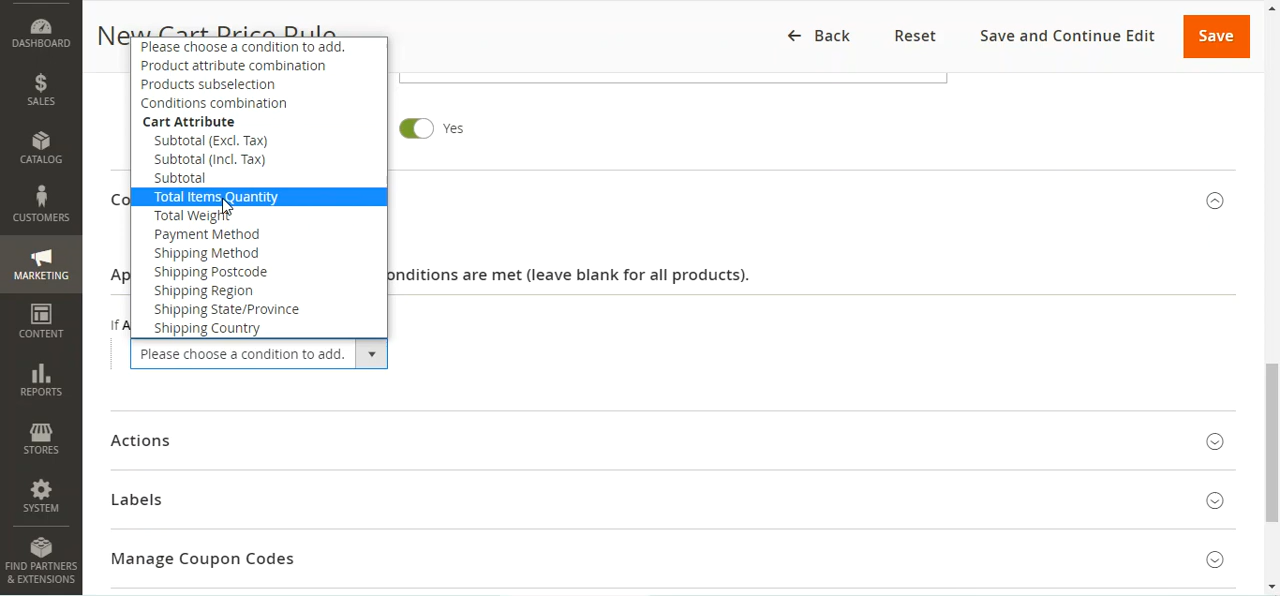 DASHBOARD
SALES
CATALOG
CUSTOMERS
MARKETING
CONTENT
REPORTS
STORES
SYSTEM
FIND PARTNERS
& EXTENSIONS
New Cart Price Rule
Back
Reset
Save and Continue Edit
Save
Yes
Please choose a condition to add.
Product attribute combination
Products subselection
Conditions combination
Cart Attribute
Subtotal (Excl. Tax)
Subtotal (Incl. Tax)
Subtotal
Total Items Quantity
Total Weight
Payment Method
Shipping Method
Shipping Postcode
Shipping Region
Shipping State/Province
Shipping Country
Co
Ap onditions are met (leave blank for all products).
If A
Please choose a condition to add.
Actions
Labels
Manage Coupon Codes